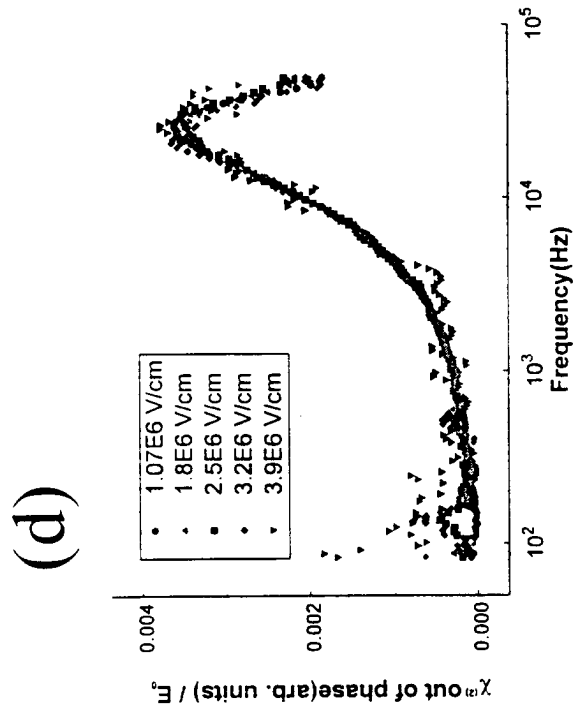 (d)
1.07E6 V/cm
1.8E6 V/cm
2.5E6 V/cm
3.2E6 V/cm
3.9E6 V/cm
0.004
0.002
0.000
χ⁽²⁾ out of phase(arb. units) / E₀
10²
10³
10⁴
10⁵
Frequency(Hz)